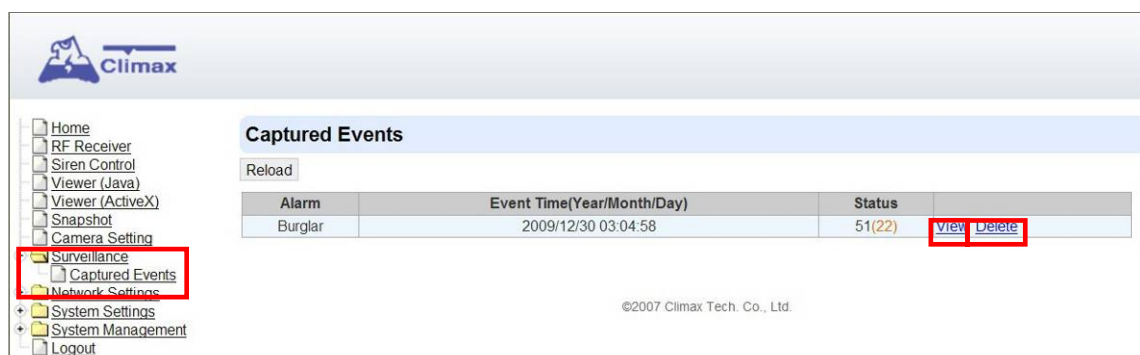 Climax
Home
RF Receiver
Siren Control
Viewer (Java)
Viewer (ActiveX)
Snapshot
Camera Setting
Surveillance
Captured Events
Network Settings
System Settings
System Management
Logout
Captured Events
Reload
Alarm Event Time(Year/Month/Day) Status
Burglar 2009/12/30 03:04:58 51(22) View Delete
©2007 Climax Tech. Co., Ltd.